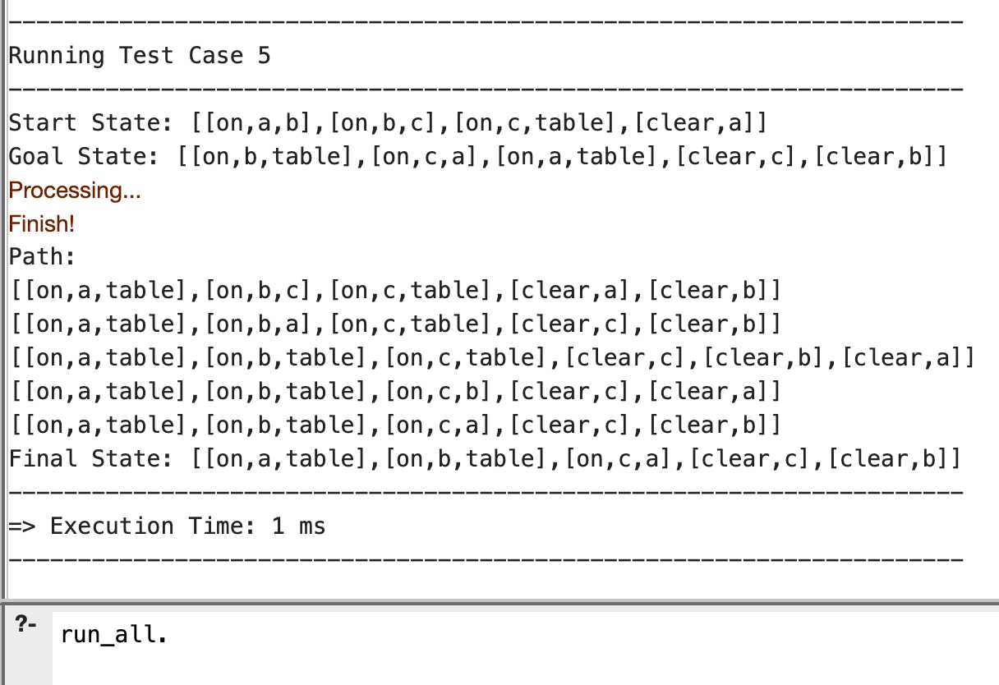 ----------------------------------------------------------------------
Running Test Case 5
----------------------------------------------------------------------
Start State: [[on,a,b],[on,b,c],[on,c,table],[clear,a]]
Goal State: [[on,b,table],[on,c,a],[on,a,table],[clear,c],[clear,b]]
Processing...
Finish!
Path:
[[on,a,table],[on,b,c],[on,c,table],[clear,a],[clear,b]]
[[on,a,table],[on,b,a],[on,c,table],[clear,c],[clear,b]]
[[on,a,table],[on,b,table],[on,c,table],[clear,c],[clear,b],[clear,a]]
[[on,a,table],[on,b,table],[on,c,b],[clear,c],[clear,a]]
[[on,a,table],[on,b,table],[on,c,a],[clear,c],[clear,b]]
Final State: [[on,a,table],[on,b,table],[on,c,a],[clear,c],[clear,b]]
----------------------------------------------------------------------
=> Execution Time: 1 ms
----------------------------------------------------------------------
?- run_all.